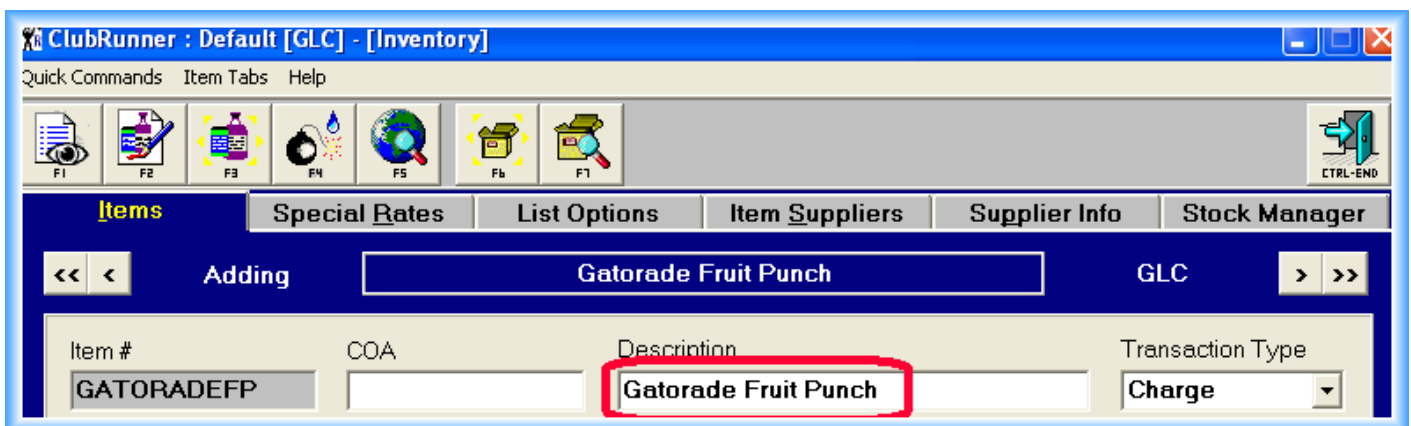 ClubRunner : Default [GLC] - [Inventory]
Quick Commands Item Tabs Help
F1 F2 F3 F4 F5 F6 F7 CTRL-END
Items Special Rates List Options Item Suppliers Supplier Info Stock Manager
<< < Adding Gatorade Fruit Punch GLC > >>
Item # COA Description Transaction Type
GATORADEFP Gatorade Fruit Punch Charge